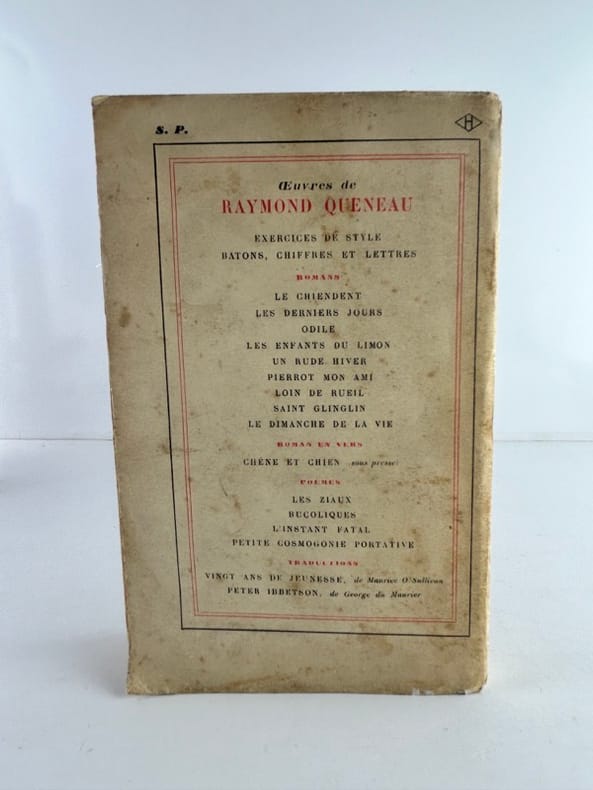 S. P.
H
Œuvres de
RAYMOND QUENEAU
EXERCICES DE STYLE
BATONS, CHIFFRES ET LETTRES
ROMANS
LE CHIENDENT
LES DERNIERS JOURS
ODILE
LES ENFANTS DU LIMON
UN RUDE HIVER
PIERROT MON AMI
LOIN DE RUEIL
SAINT GLINGLIN
LE DIMANCHE DE LA VIE
ROMAN EN VERS
CHÊNE ET CHIEN (sous presse)
POEMES
LES ZIAUX
BUCOLIQUES
L'INSTANT FATAL
PETITE COSMOGONIE PORTATIVE
TRADUCTIONS
VINGT ANS DE JEUNESSE, de Maurice O'Sullivan
PETER IBBETSON, de George du Maurier